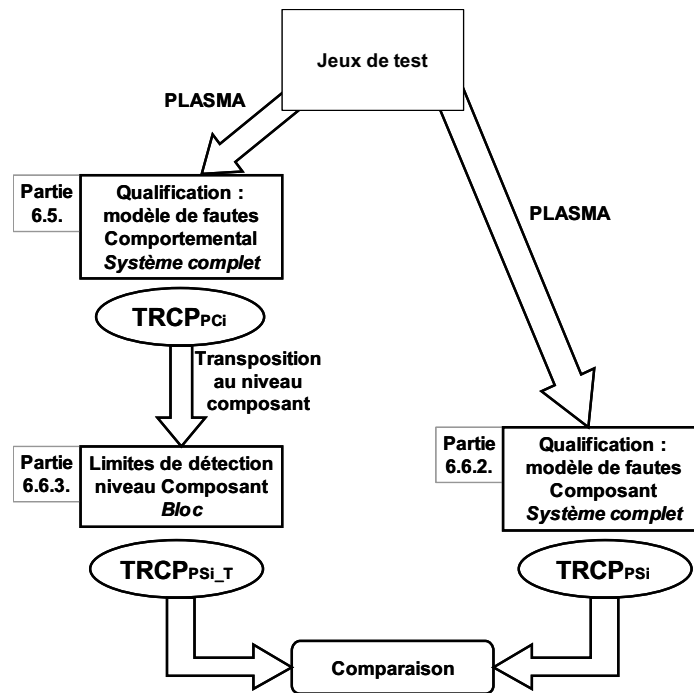 Jeux de test
PLASMA
Partie
6.5.
Qualification :
modèle de fautes
Comportemental
Système complet
PLASMA
TRCPPCi
Transposition
au niveau
composant
Partie
6.6.3.
Limites de détection
niveau Composant
Bloc
Partie
6.6.2.
Qualification :
modèle de fautes
Composant
Système complet
TRCPPSi_T
TRCPPSi
Comparaison